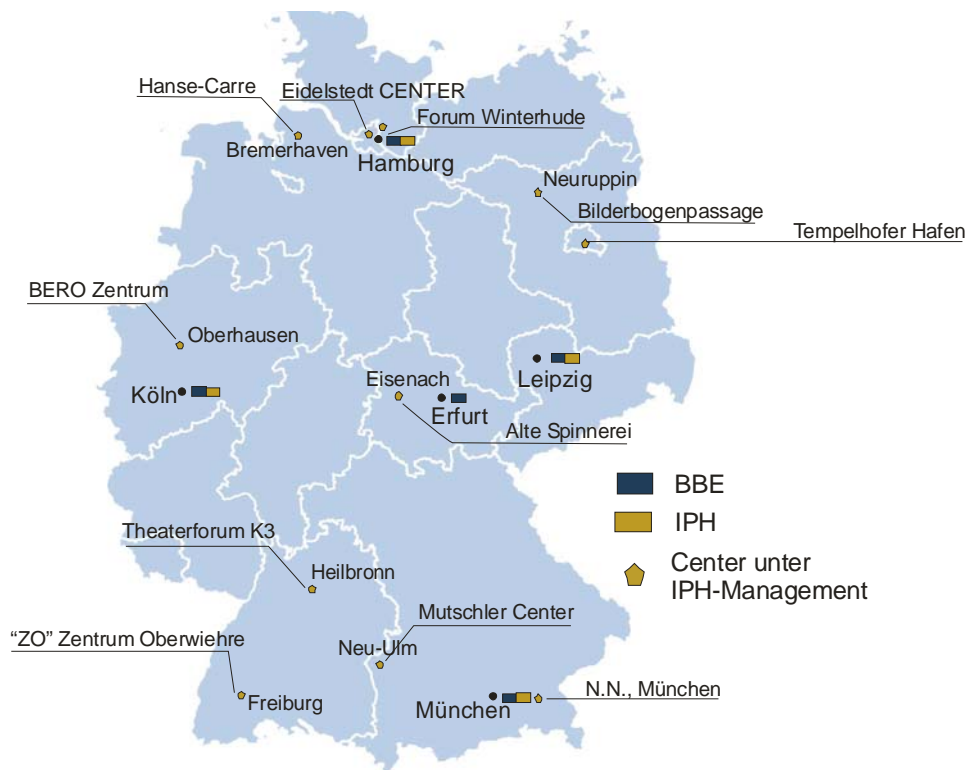 Hanse-Carre
Eidelstedt CENTER
Forum Winterhude
Bremerhaven
Hamburg
Neuruppin
Bilderbogenpassage
Tempelhofer Hafen
BERO Zentrum
Oberhausen
Leipzig
Köln
Eisenach
Erfurt
Alte Spinnerei
BBE
IPH
Center unter
IPH-Management
Theaterforum K3
Heilbronn
Mutschler Center
"ZO" Zentrum Oberwiehre
Neu-Ulm
Freiburg
München
N.N., München